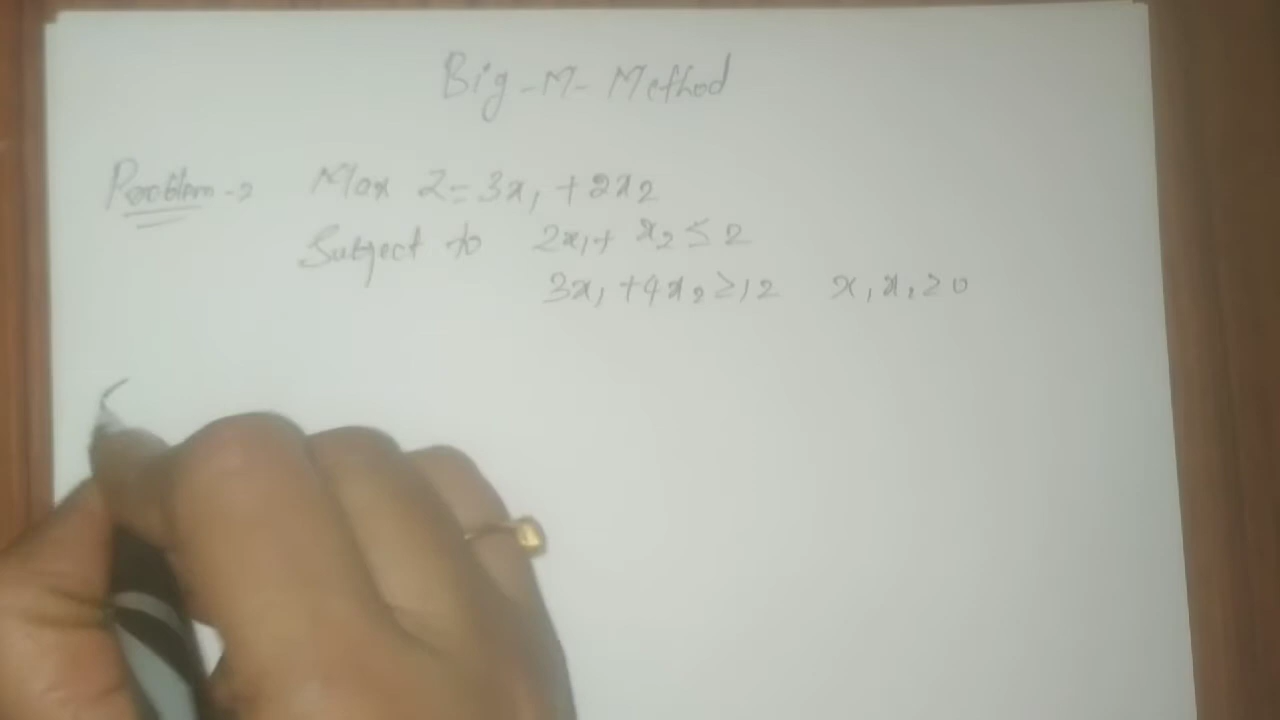 Big-M-Method
Problem-2 Max Z=3x₁+2x₂
Subject to 2x₁+x₂≤2
3x₁+4x₂≥12 x₁,x₂≥0